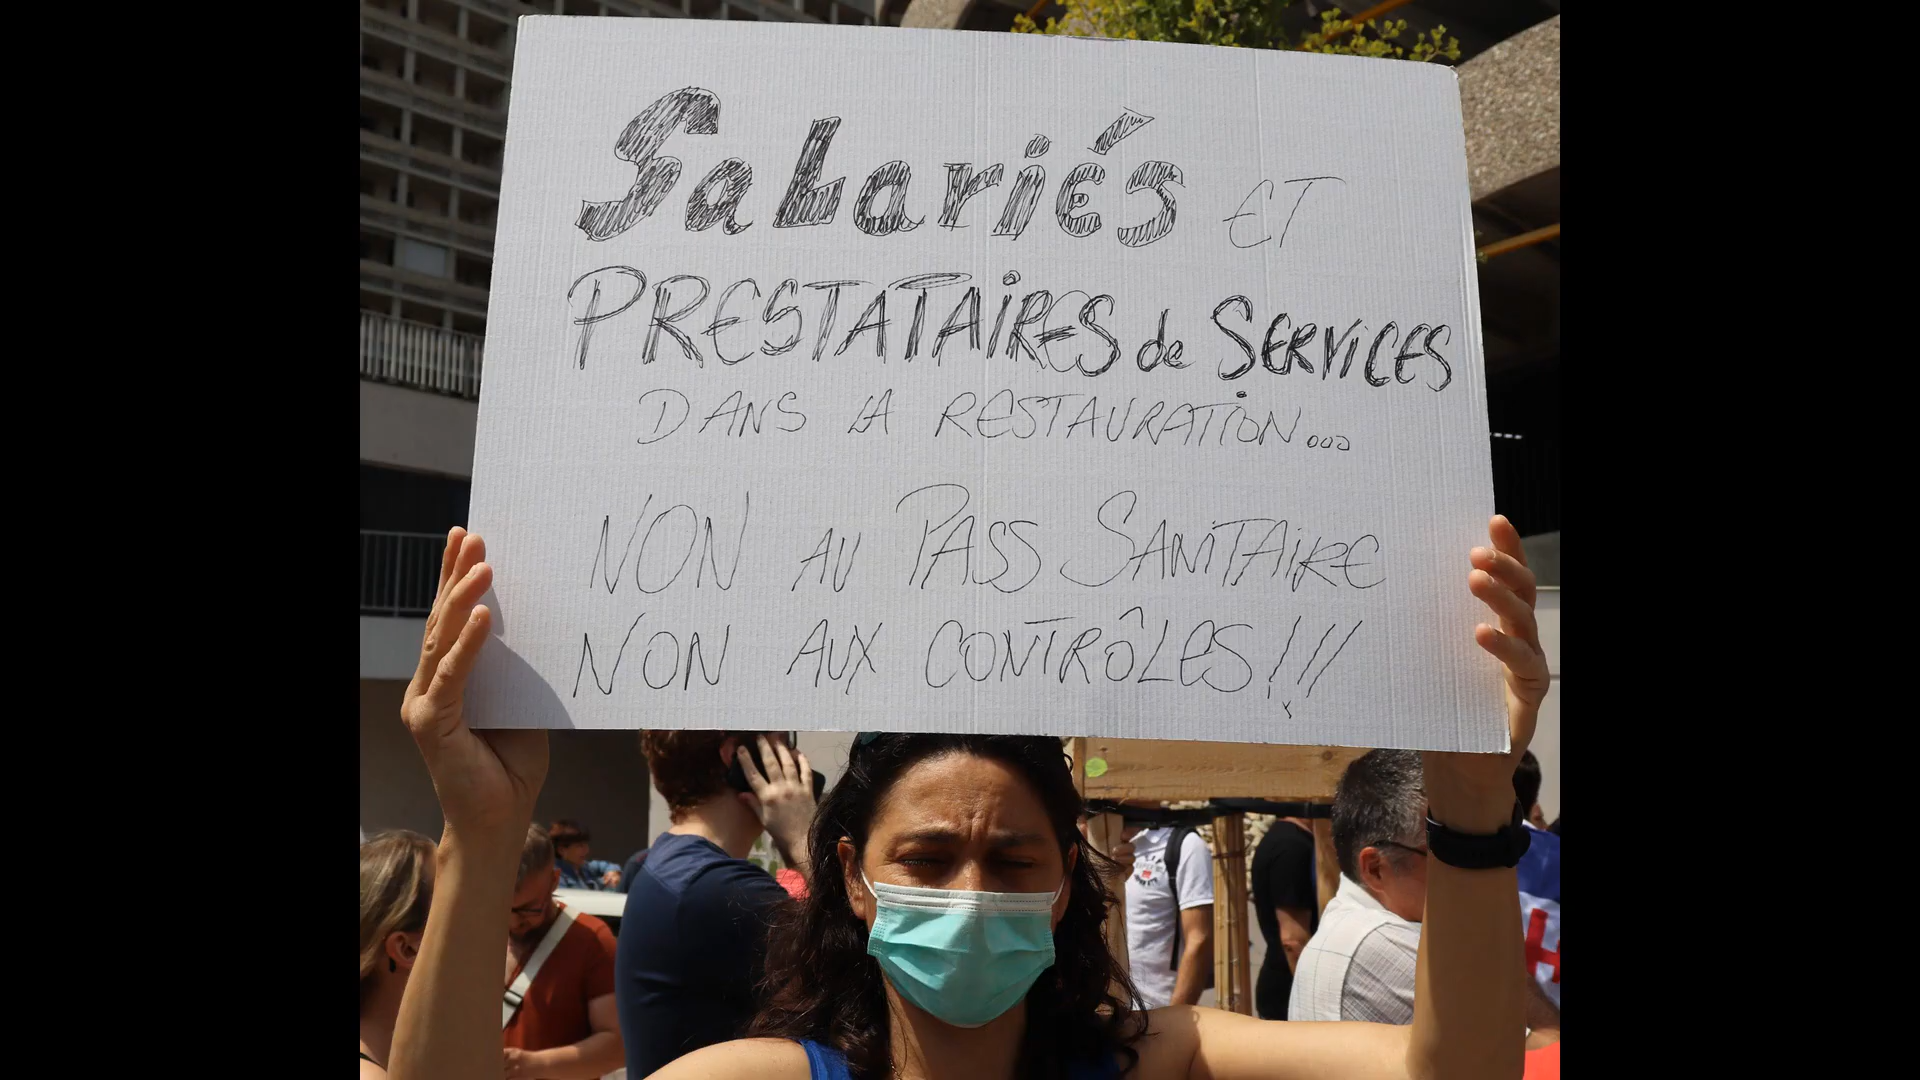 SaLariés ET
PRESTATAiRES de SERViCES
DANS LA RESTAURATiON...
NON AU PASS SANiTAiRE
NON AUX CONTRÔLeS!!!
H